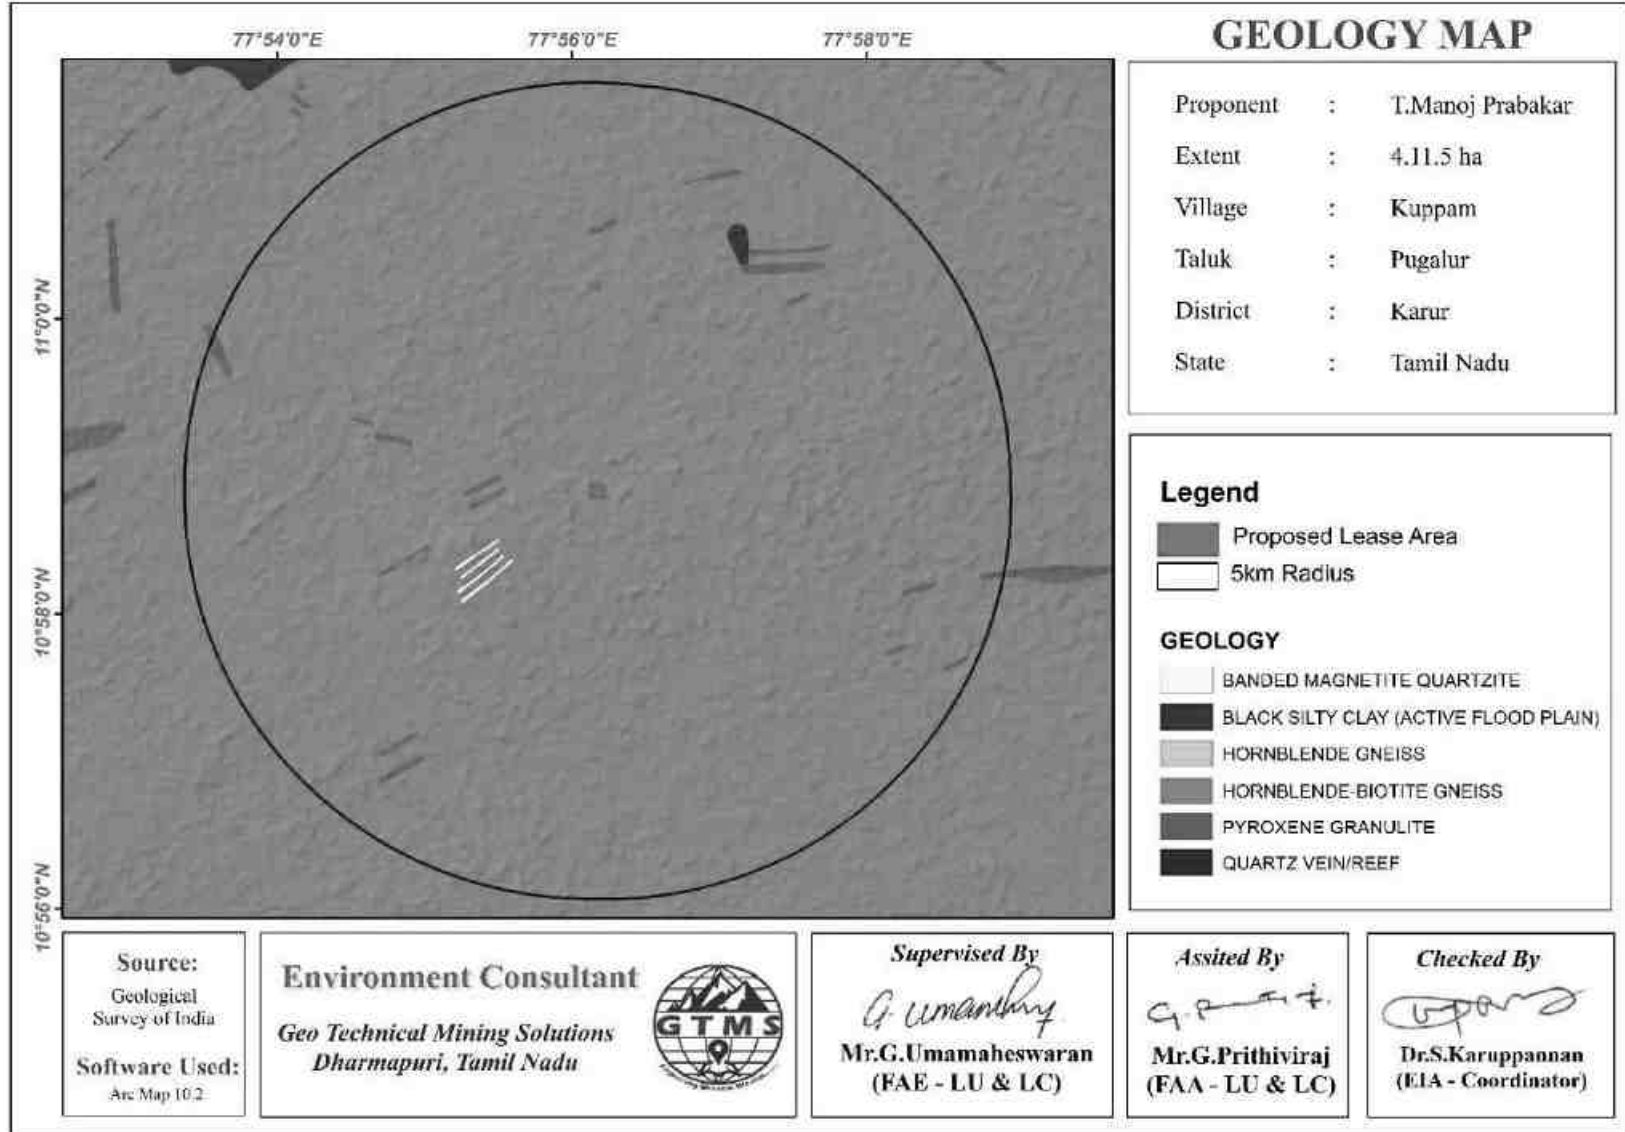 GEOLOGY MAP
77°54'0"E
77°56'0"E
77°58'0"E
11°0'0"N
10°58'0"N
10°56'0"N
Proponent : T.Manoj Prabakar
Extent : 4.11.5 ha
Village : Kuppam
Taluk : Pugalur
District : Karur
State : Tamil Nadu
Legend
Proposed Lease Area
5km Radius
GEOLOGY
BANDED MAGNETITE QUARTZITE
BLACK SILTY CLAY (ACTIVE FLOOD PLAIN)
HORNBLENDE GNEISS
HORNBLENDE-BIOTITE GNEISS
PYROXENE GRANULITE
QUARTZ VEIN/REEF
Source:
Geological
Survey of India
Software Used:
Arc Map 10.2
Environment Consultant
Geo Technical Mining Solutions
Dharmapuri, Tamil Nadu
GTMS
Supervised By
Mr.G.Umamaheswaran
(FAE - LU & LC)
Assited By
Mr.G.Prithiviraj
(FAA - LU & LC)
Checked By
Dr.S.Karuppannan
(EIA - Coordinator)